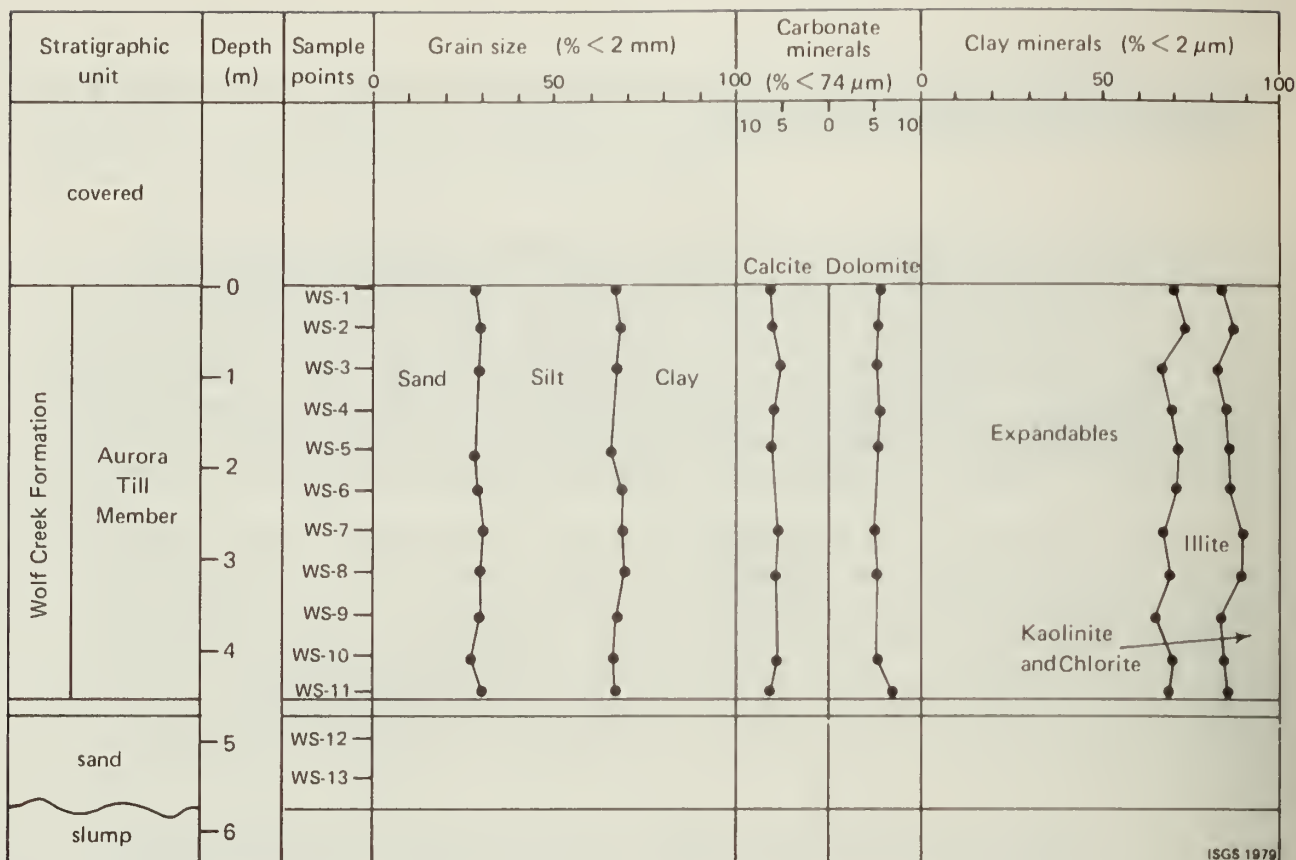 Stratigraphic
unit
Depth
(m)
Sample
points
Grain size (% < 2 mm)
0 50 100
Carbonate
minerals
(% < 74 μm)
10 5 0 5 10
Clay minerals (% < 2 μm)
0 50 100
covered
Calcite Dolomite
Wolf Creek Formation
Aurora
Till
Member
0
1
2
3
4
5
6
WS-1
WS-2
WS-3
WS-4
WS-5
WS-6
WS-7
WS-8
WS-9
WS-10
WS-11
WS-12
WS-13
Sand Silt Clay
Expandables
Illite
Kaolinite
and Chlorite
sand
slump
ISGS 1979